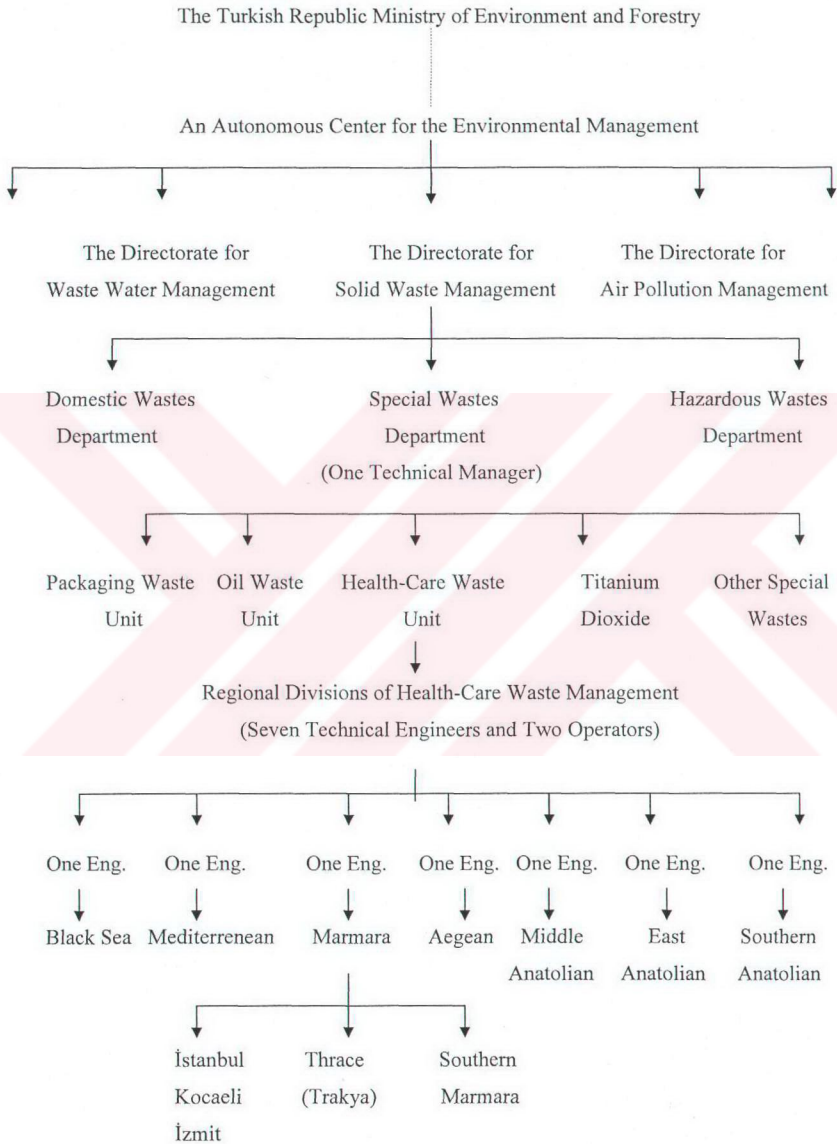 The Turkish Republic Ministry of Environment and Forestry
An Autonomous Center for the Environmental Management
The Directorate for
Waste Water Management
The Directorate for
Solid Waste Management
The Directorate for
Air Pollution Management
Domestic Wastes
Department
Special Wastes
Department
(One Technical Manager)
Hazardous Wastes
Department
Packaging Waste
Unit
Oil Waste
Unit
Health-Care Waste
Unit
Titanium
Dioxide
Other Special
Wastes
Regional Divisions of Health-Care Waste Management
(Seven Technical Engineers and Two Operators)
One Eng.
One Eng.
One Eng.
One Eng.
One Eng.
One Eng.
One Eng.
Black Sea
Mediterrenean
Marmara
Aegean
Middle
Anatolian
East
Anatolian
Southern
Anatolian
İstanbul
Kocaeli
İzmit
Thrace
(Trakya)
Southern
Marmara